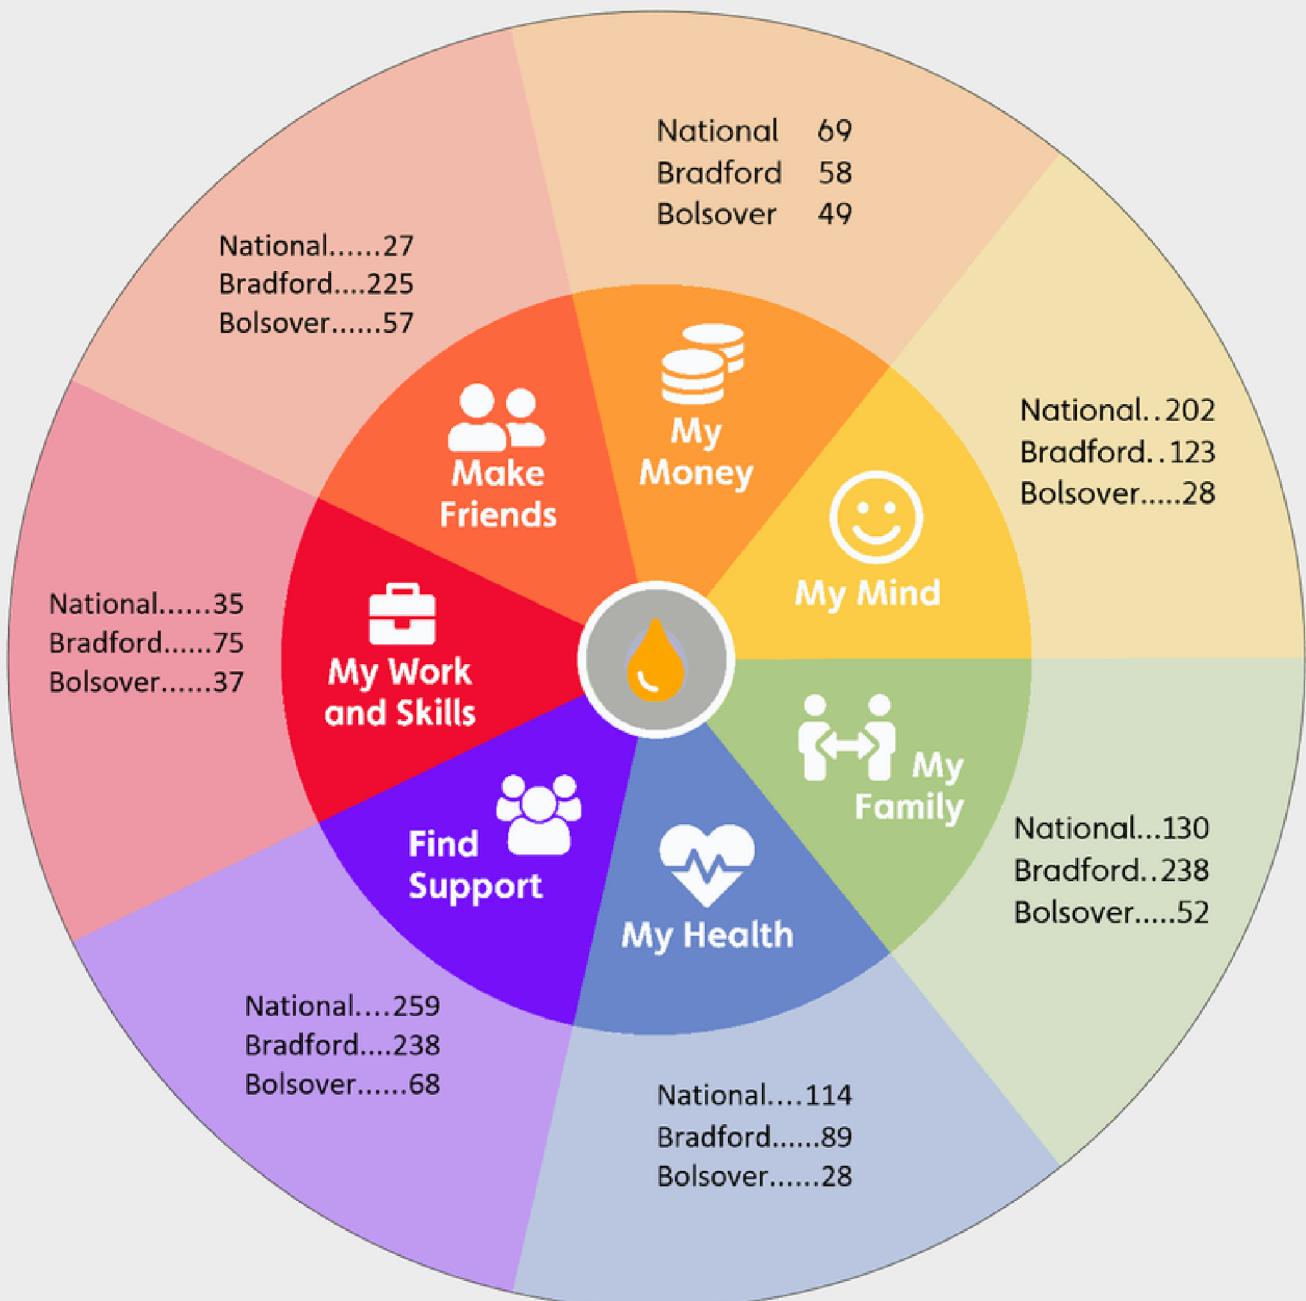 National 69
Bradford 58
Bolsover 49
National......27
Bradford....225
Bolsover......57
My
Money
National..202
Bradford..123
Bolsover.....28
Make
Friends
My Mind
National......35
Bradford......75
Bolsover......37
My Work
and Skills
My
Family
National...130
Bradford..238
Bolsover.....52
Find
Support
My Health
National....259
Bradford....238
Bolsover......68
National....114
Bradford......89
Bolsover......28